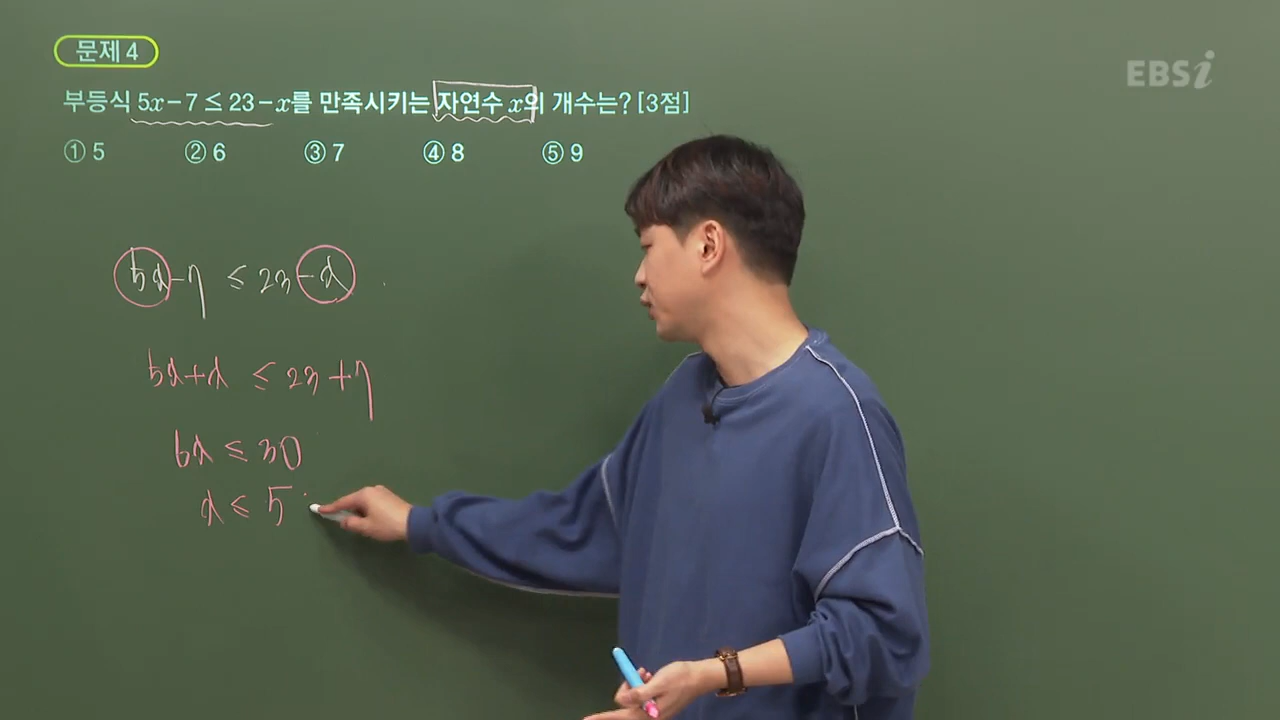 문제 4
EBSi
부등식 5x-7≤23-x를 만족시키는 자연수 x의 개수는? [3점]
① 5 ② 6 ③ 7 ④ 8 ⑤ 9
5x-7 ≤ 23-x
5x+x ≤ 23+7
6x ≤ 30
x ≤ 5